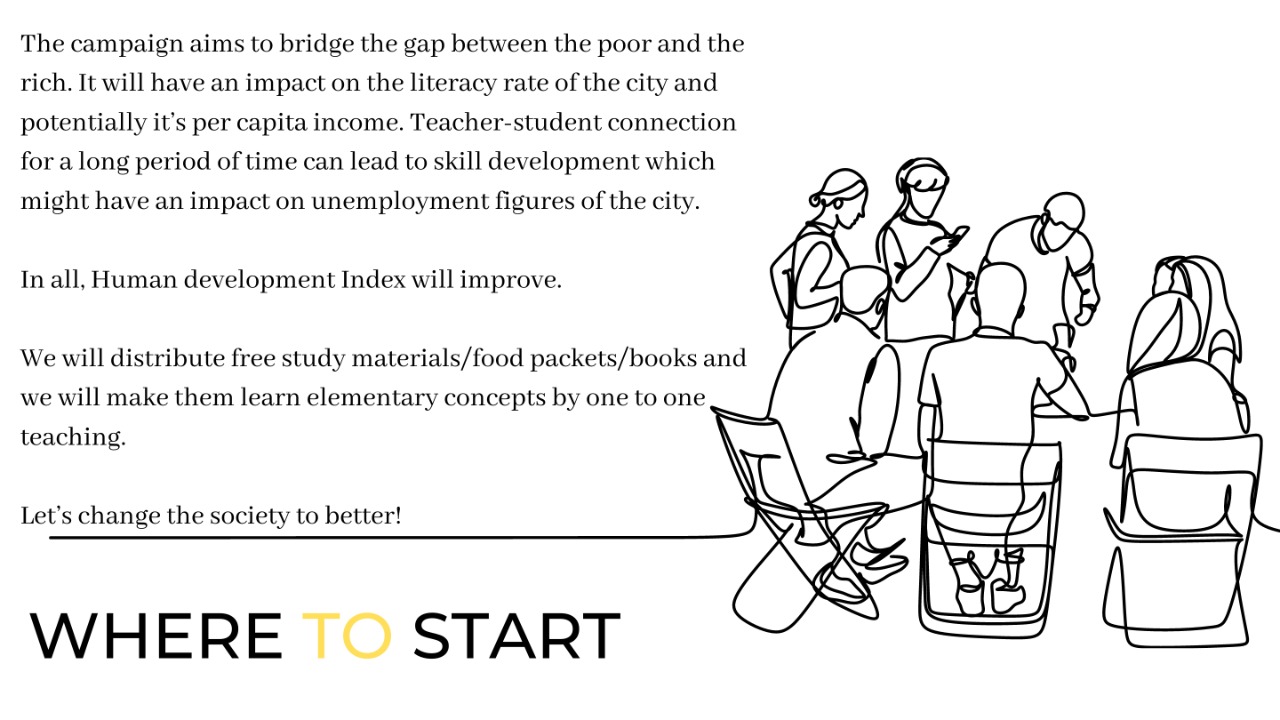 The campaign aims to bridge the gap between the poor and the
rich. It will have an impact on the literacy rate of the city and
potentially it’s per capita income. Teacher-student connection
for a long period of time can lead to skill development which
might have an impact on unemployment figures of the city.
In all, Human development Index will improve.
We will distribute free study materials/food packets/books and
we will make them learn elementary concepts by one to one
teaching.
Let’s change the society to better!
WHERE TO START